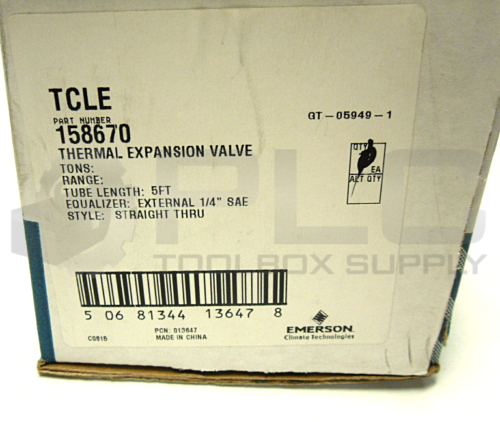 TCLE
PART NUMBER
158670
THERMAL EXPANSION VALVE
TONS:
RANGE:
TUBE LENGTH: 5FT
EQUALIZER: EXTERNAL 1/4" SAE
STYLE: STRAIGHT THRU
GT-05949-1
QTY
EA
ALT QTY
PLC
TOOLBOX SUPPLY
5 06 81344 13647 8
PCN: 013647
MADE IN CHINA
C0815
EMERSON
Climate Technologies